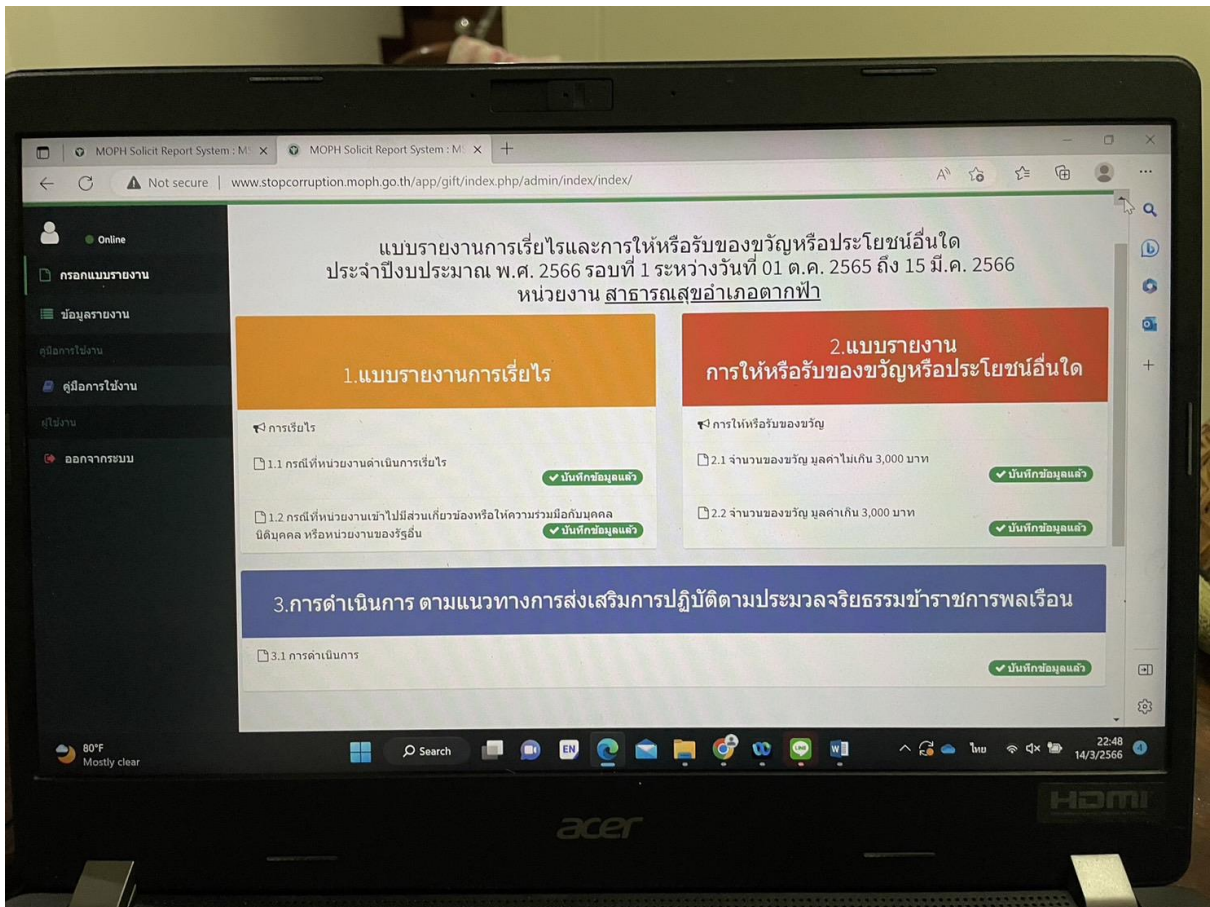 MOPH Solicit Report System : M
MOPH Solicit Report System : M
Not secure
www.stopcorruption.moph.go.th/app/gift/index.php/admin/index/index/
Online
กรอกแบบรายงาน
ข้อมูลรายงาน
คู่มือการใช้งาน
คู่มือการใช้งาน
ผู้ใช้งาน
ออกจากระบบ
แบบรายงานการเรี่ยไรและการให้หรือรับของขวัญหรือประโยชน์อื่นใด
ประจำปีงบประมาณ พ.ศ. 2566 รอบที่ 1 ระหว่างวันที่ 01 ต.ค. 2565 ถึง 15 มี.ค. 2566
หน่วยงาน สาธารณสุขอำเภอตากฟ้า
1.แบบรายงานการเรี่ยไร
การเรี่ยไร
1.1 กรณีที่หน่วยงานดำเนินการเรี่ยไร
บันทึกข้อมูลแล้ว
1.2 กรณีที่หน่วยงานเข้าไปมีส่วนเกี่ยวข้องหรือให้ความร่วมมือกับบุคคล
นิติบุคคล หรือหน่วยงานของรัฐอื่น
บันทึกข้อมูลแล้ว
2.แบบรายงาน
การให้หรือรับของขวัญหรือประโยชน์อื่นใด
การให้หรือรับของขวัญ
2.1 จำนวนของขวัญ มูลค่าไม่เกิน 3,000 บาท
บันทึกข้อมูลแล้ว
2.2 จำนวนของขวัญ มูลค่าเกิน 3,000 บาท
บันทึกข้อมูลแล้ว
3.การดำเนินการ ตามแนวทางการส่งเสริมการปฏิบัติตามประมวลจริยธรรมข้าราชการพลเรือน
3.1 การดำเนินการ
บันทึกข้อมูลแล้ว
80°F
Mostly clear
Search
EN
ไทย
22:48
14/3/2566
4
acer
HDMI